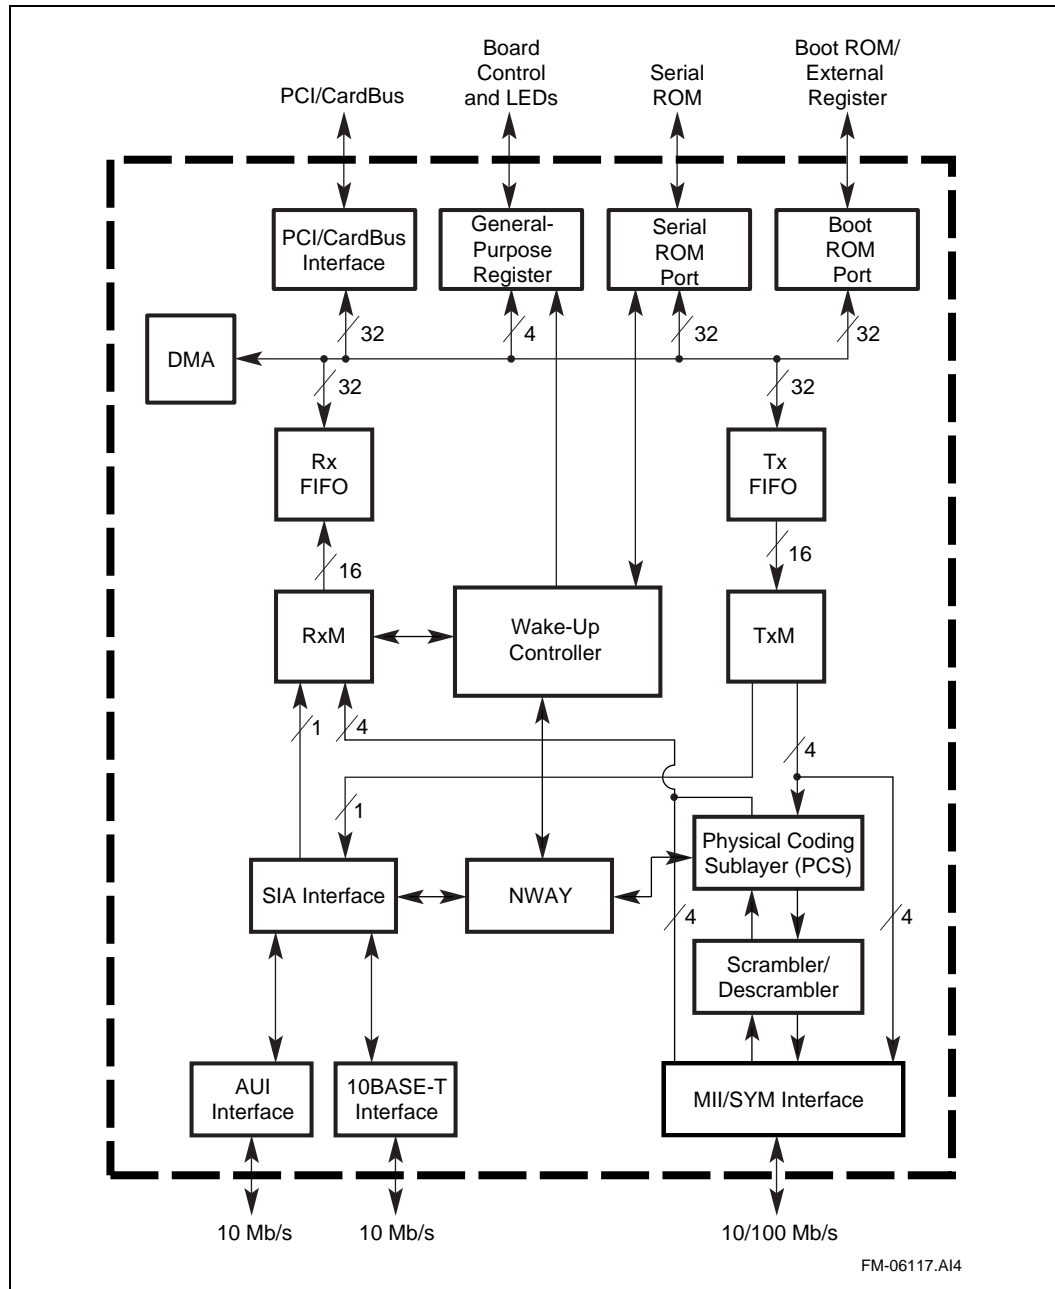 Board
Control
and LEDs
Boot ROM/
External
Register
Serial
ROM
PCI/CardBus
PCI/CardBus
Interface
General-
Purpose
Register
Serial
ROM
Port
Boot
ROM
Port
32
4
32
32
DMA
32
32
Rx
FIFO
Tx
FIFO
16
16
RxM
Wake-Up
Controller
TxM
1
4
4
1
Physical Coding
Sublayer (PCS)
SIA Interface
NWAY
4
4
Scrambler/
Descrambler
AUI
Interface
10BASE-T
Interface
MII/SYM Interface
10 Mb/s
10 Mb/s
10/100 Mb/s
FM-06117.AI4